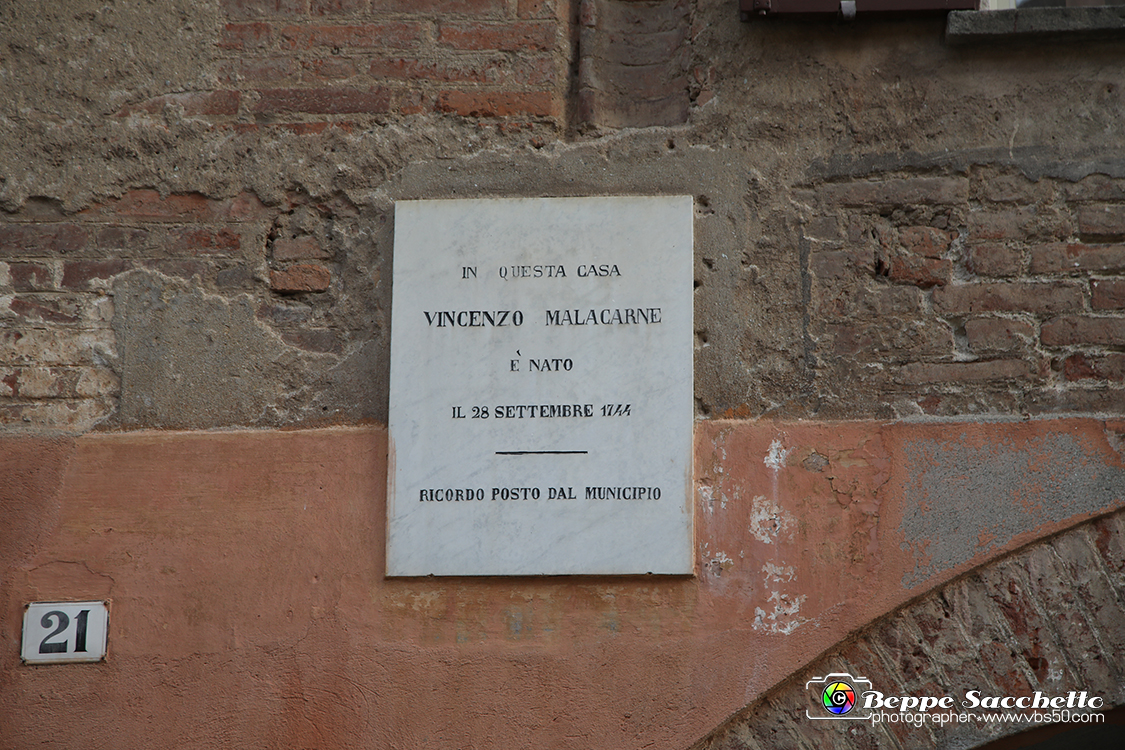 IN QUESTA CASA
VINCENZO MALACARNE
È NATO
IL 28 SETTEMBRE 1744
RICORDO POSTO DAL MUNICIPIO
21
Beppe Sacchetto
photographer•www.vbs50.com